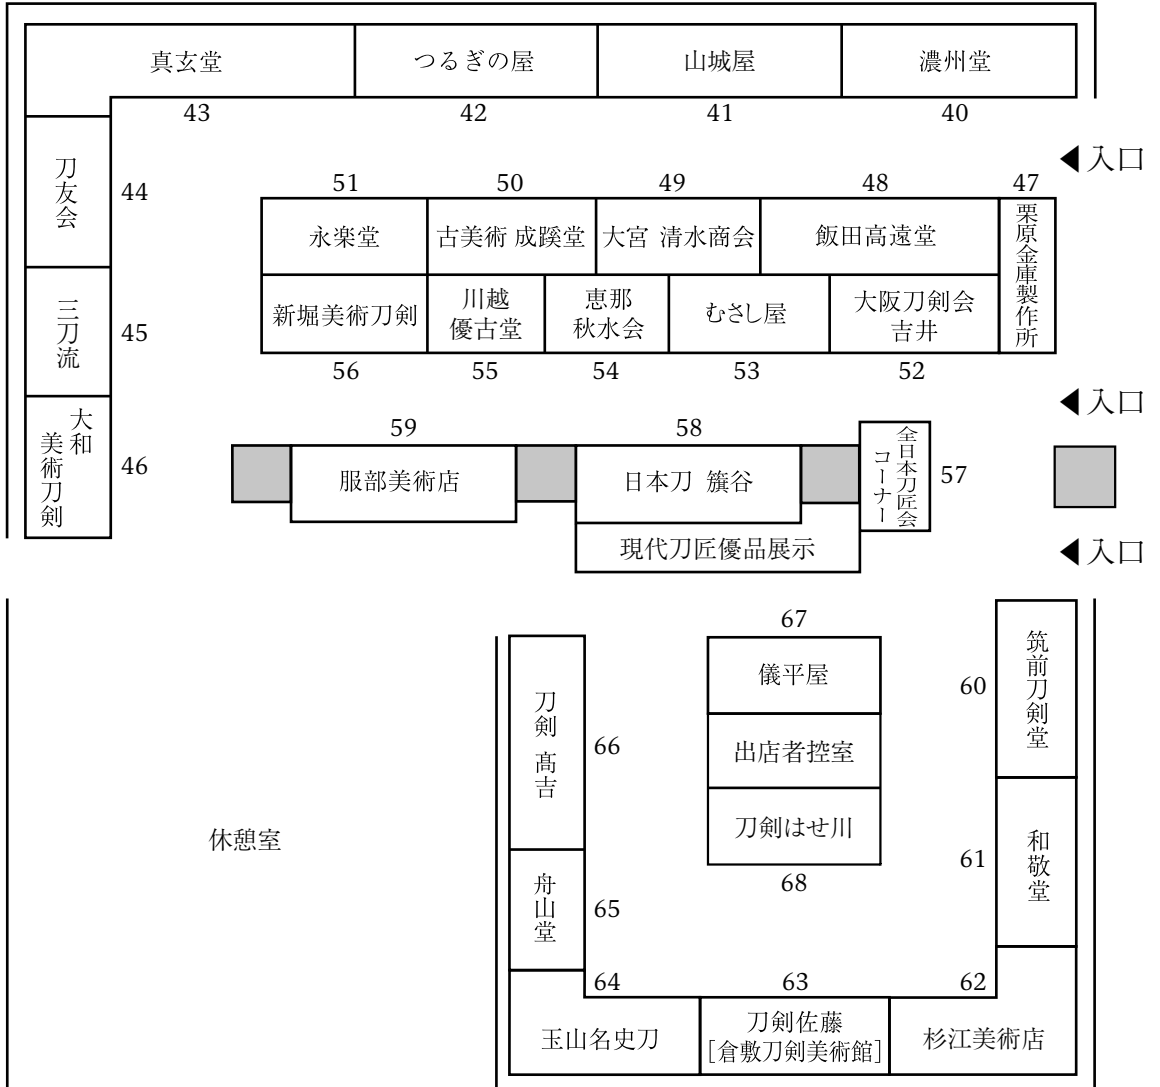 真玄堂
つるぎの屋
山城屋
濃州堂
43
42
41
40
入口
刀友会
44
51
50
49
48
47
永楽堂
古美術 成蹊堂
大宮 清水商会
飯田高遠堂
栗原金庫製作所
三刀流
45
新堀美術刀剣
川越
優古堂
恵那
秋水会
むさし屋
大阪刀剣会
吉井
56
55
54
53
52
入口
大和
美術刀剣
46
59
58
服部美術店
日本刀 籏谷
全日本刀匠会
コーナー
57
現代刀匠優品展示
入口
67
筑前刀剣堂
60
儀平屋
刀剣 髙吉
66
出店者控室
刀剣はせ川
68
休憩室
和敬堂
61
舟山堂
65
64
63
62
玉山名史刀
刀剣佐藤
[倉敷刀剣美術館]
杉江美術店